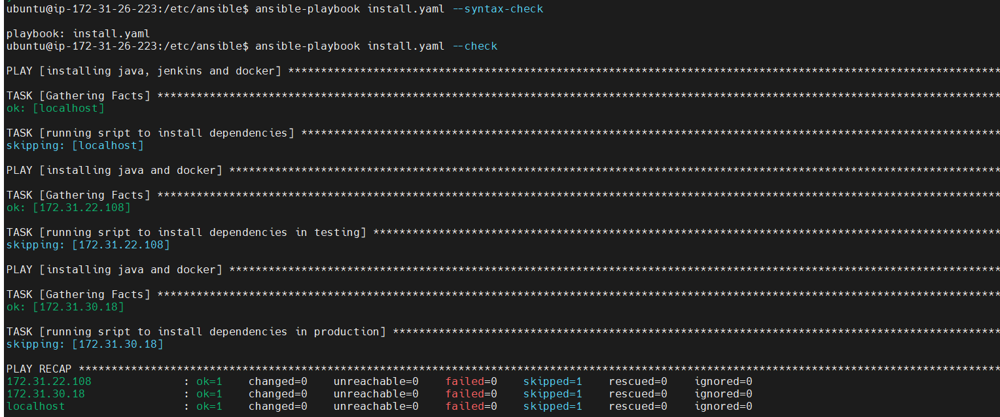 ubuntu@ip-172-31-26-223:/etc/ansible$ ansible-playbook install.yaml --syntax-check
playbook: install.yaml
ubuntu@ip-172-31-26-223:/etc/ansible$ ansible-playbook install.yaml --check
PLAY [installing java, jenkins and docker] *************************************************************************************************************
TASK [Gathering Facts] *********************************************************************************************************************************
ok: [localhost]
TASK [running sript to install dependencies] ***********************************************************************************************************
skipping: [localhost]
PLAY [installing java and docker] **********************************************************************************************************************
TASK [Gathering Facts] *********************************************************************************************************************************
ok: [172.31.22.108]
TASK [running sript to install dependencies in testing] ************************************************************************************************
skipping: [172.31.22.108]
PLAY [installing java and docker] **********************************************************************************************************************
TASK [Gathering Facts] *********************************************************************************************************************************
ok: [172.31.30.18]
TASK [running sript to install dependencies in production] *********************************************************************************************
skipping: [172.31.30.18]
PLAY RECAP *********************************************************************************************************************************************
172.31.22.108              : ok=1    changed=0    unreachable=0    failed=0    skipped=1    rescued=0    ignored=0
172.31.30.18               : ok=1    changed=0    unreachable=0    failed=0    skipped=1    rescued=0    ignored=0
localhost                  : ok=1    changed=0    unreachable=0    failed=0    skipped=1    rescued=0    ignored=0